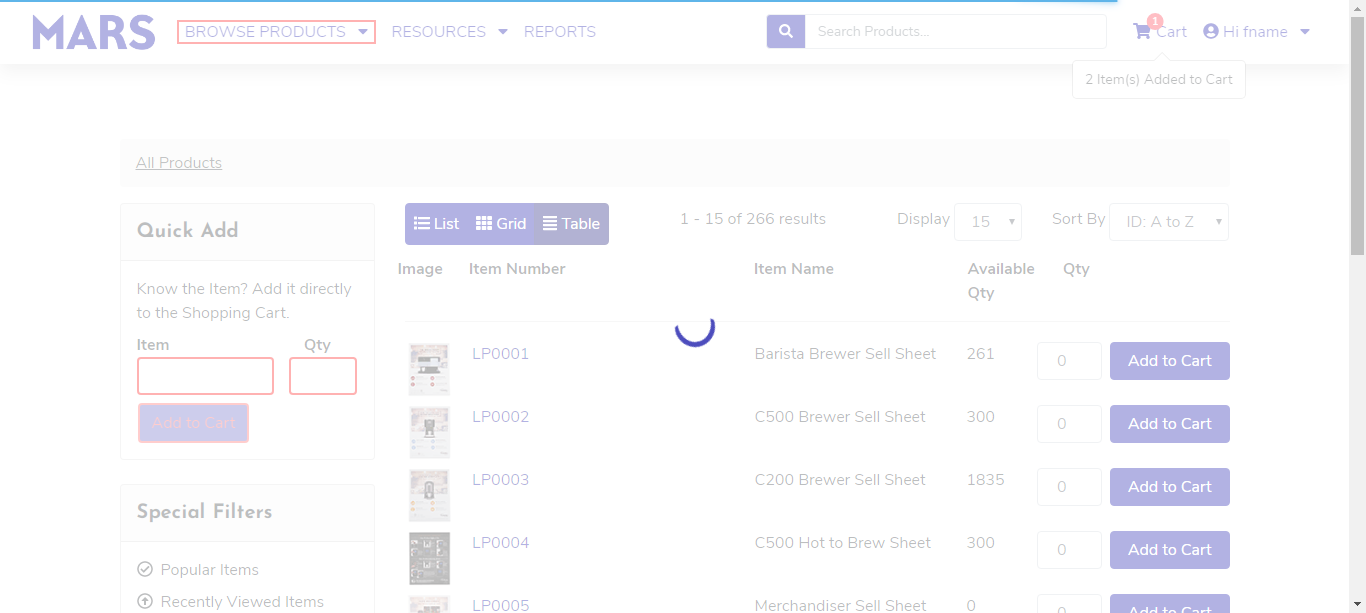 MARS
BROWSE PRODUCTS
RESOURCES
REPORTS
Search Products...
1
Cart
Hi fname
2 Item(s) Added to Cart
All Products
Quick Add
Know the Item? Add it directly
to the Shopping Cart.
Item Qty
Add to Cart
Special Filters
Popular Items
Recently Viewed Items
List Grid Table
1 - 15 of 266 results
Display 15
Sort By ID: A to Z
Image Item Number Item Name Available Qty
Qty
LP0001 Barista Brewer Sell Sheet 261 0 Add to Cart
LP0002 C500 Brewer Sell Sheet 300 0 Add to Cart
LP0003 C200 Brewer Sell Sheet 1835 0 Add to Cart
LP0004 C500 Hot to Brew Sheet 300 0 Add to Cart
LP0005 Merchandiser Sell Sheet 0 0 Add to Cart